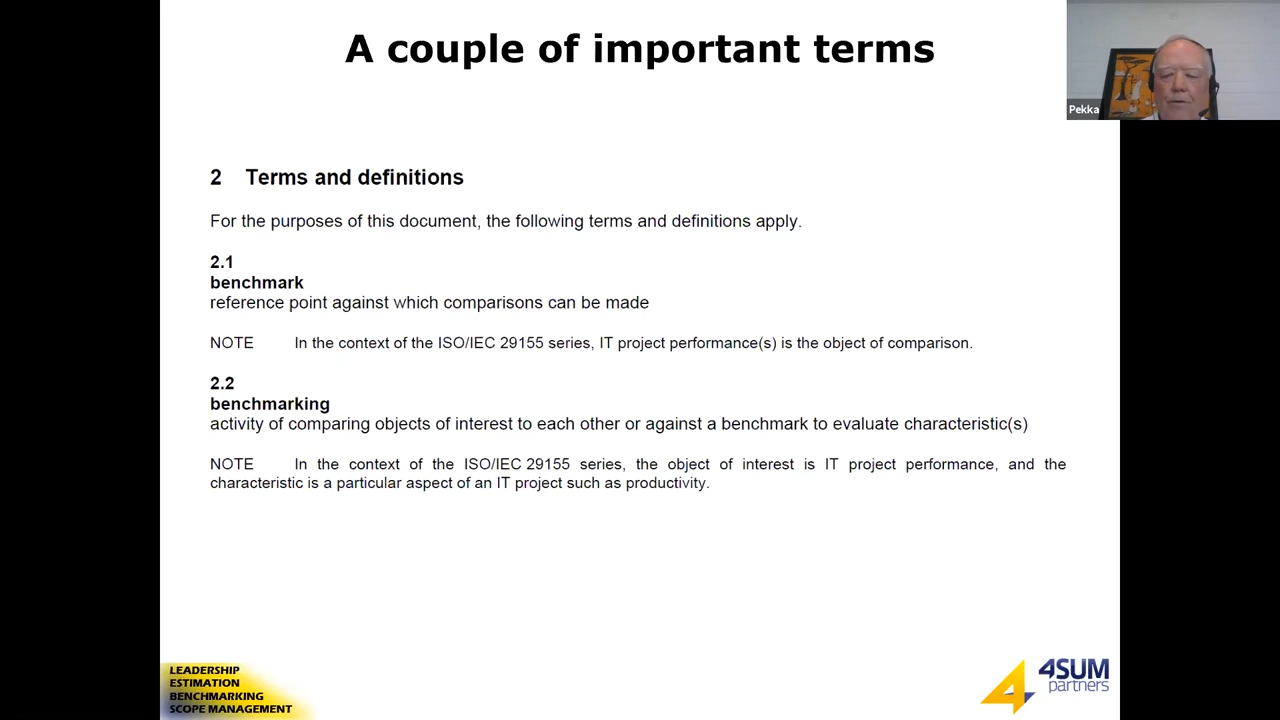 A couple of important terms
Pekka
2 Terms and definitions
For the purposes of this document, the following terms and definitions apply.
2.1
benchmark
reference point against which comparisons can be made
NOTE In the context of the ISO/IEC 29155 series, IT project performance(s) is the object of comparison.
2.2
benchmarking
activity of comparing objects of interest to each other or against a benchmark to evaluate characteristic(s)
NOTE In the context of the ISO/IEC 29155 series, the object of interest is IT project performance, and the
characteristic is a particular aspect of an IT project such as productivity.
LEADERSHIP
ESTIMATION
BENCHMARKING
SCOPE MANAGEMENT
4SUM
partners